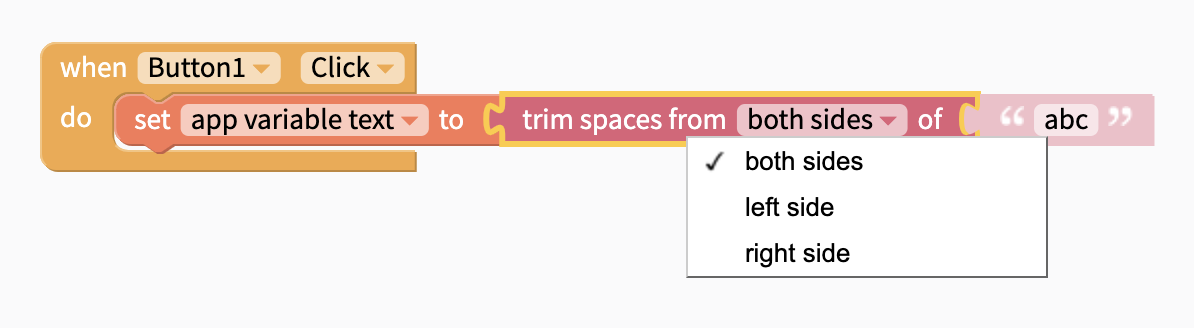 when Button1 Click
do set app variable text to trim spaces from both sides of “ abc ”
✓ both sides
left side
right side